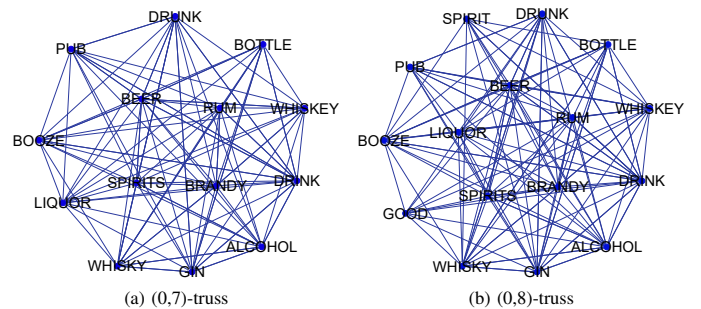 DRUNK
PUB
BOTTLE
BEER
RUM
WHISKEY
BOOZE
SPIRITS
BRANDY
DRINK
LIQUOR
ALCOHOL
WHISKY
GIN
(a) (0,7)-truss
SPIRIT
DRUNK
BOTTLE
PUB
BEER
RUM
WHISKEY
LIQUOR
BOOZE
SPIRITS
BRANDY
DRINK
GOOD
ALCOHOL
WHISKY
GIN
(b) (0,8)-truss